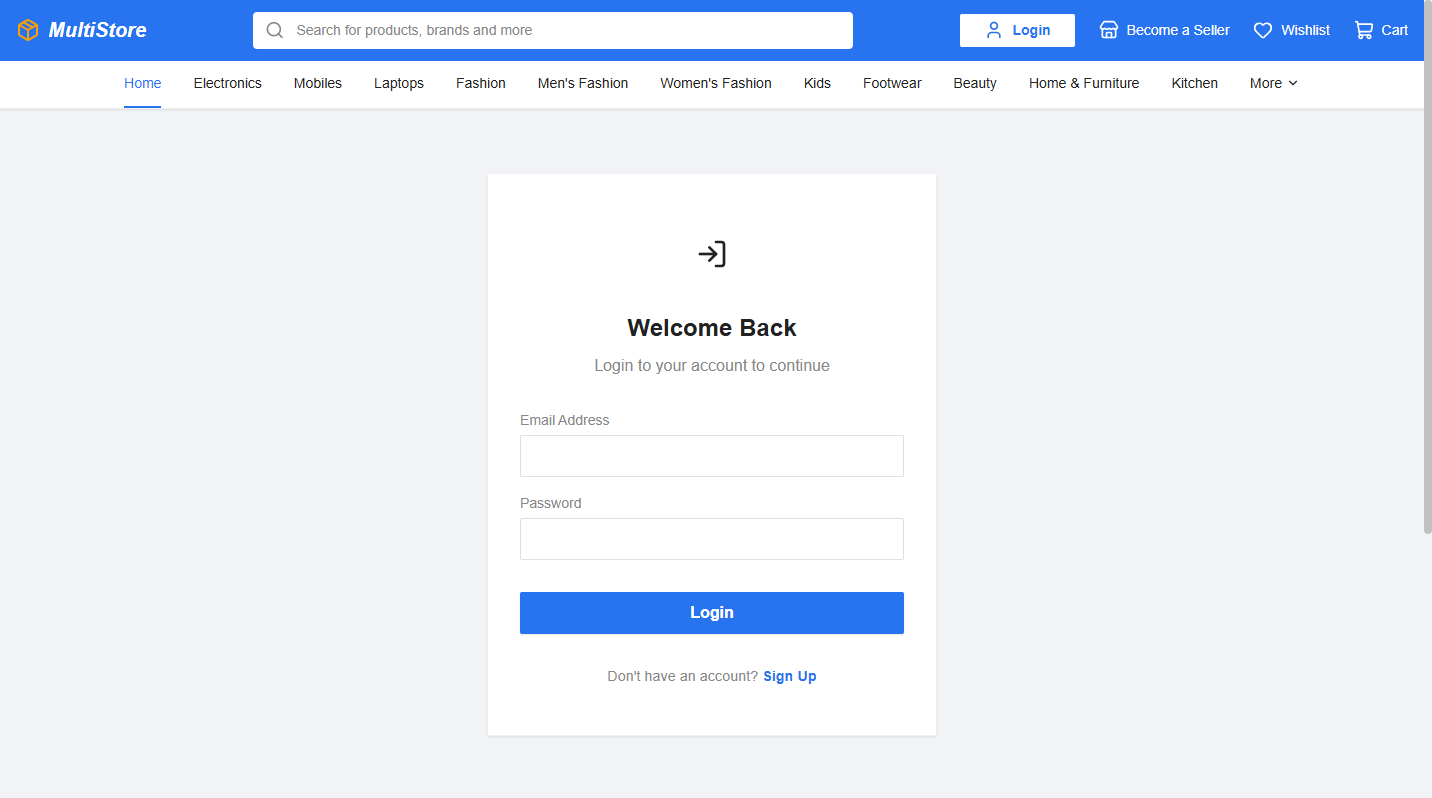 MultiStore
Search for products, brands and more
Login
Become a Seller
Wishlist
Cart
Home Electronics Mobiles Laptops Fashion Men's Fashion Women's Fashion Kids Footwear Beauty Home & Furniture Kitchen More
Welcome Back
Login to your account to continue
Email Address
Password
Login
Don't have an account? Sign Up